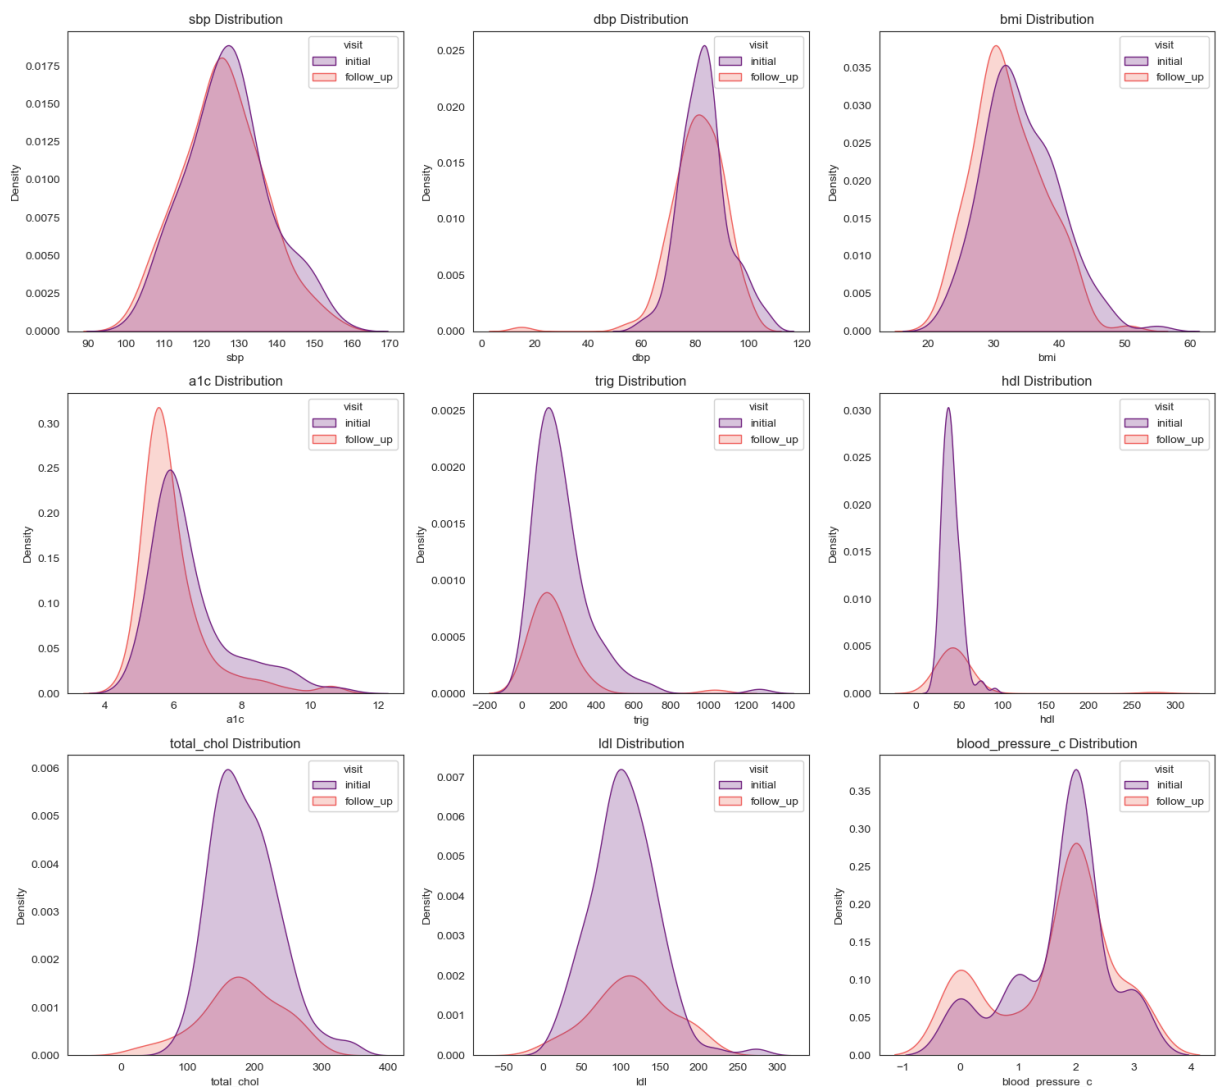 sbp Distribution
Density
0.0175
0.0150
0.0125
0.0100
0.0075
0.0050
0.0025
0.0000
90 100 110 120 130 140 150 160 170
sbp
visit
initial
follow_up
dbp Distribution
Density
0.025
0.020
0.015
0.010
0.005
0.000
0 20 40 60 80 100 120
dbp
visit
initial
follow_up
bmi Distribution
Density
0.035
0.030
0.025
0.020
0.015
0.010
0.005
0.000
20 30 40 50 60
bmi
visit
initial
follow_up
a1c Distribution
Density
0.30
0.25
0.20
0.15
0.10
0.05
0.00
4 6 8 10 12
a1c
visit
initial
follow_up
trig Distribution
Density
0.0025
0.0020
0.0015
0.0010
0.0005
0.0000
−200 0 200 400 600 800 1000 1200 1400
trig
visit
initial
follow_up
hdl Distribution
Density
0.030
0.025
0.020
0.015
0.010
0.005
0.000
0 50 100 150 200 250 300
hdl
visit
initial
follow_up
total_chol Distribution
Density
0.006
0.005
0.004
0.003
0.002
0.001
0.000
0 100 200 300 400
total_chol
visit
initial
follow_up
ldl Distribution
Density
0.007
0.006
0.005
0.004
0.003
0.002
0.001
0.000
−50 0 50 100 150 200 250 300
ldl
visit
initial
follow_up
blood_pressure_c Distribution
Density
0.35
0.30
0.25
0.20
0.15
0.10
0.05
0.00
−1 0 1 2 3 4
blood_pressure_c
visit
initial
follow_up